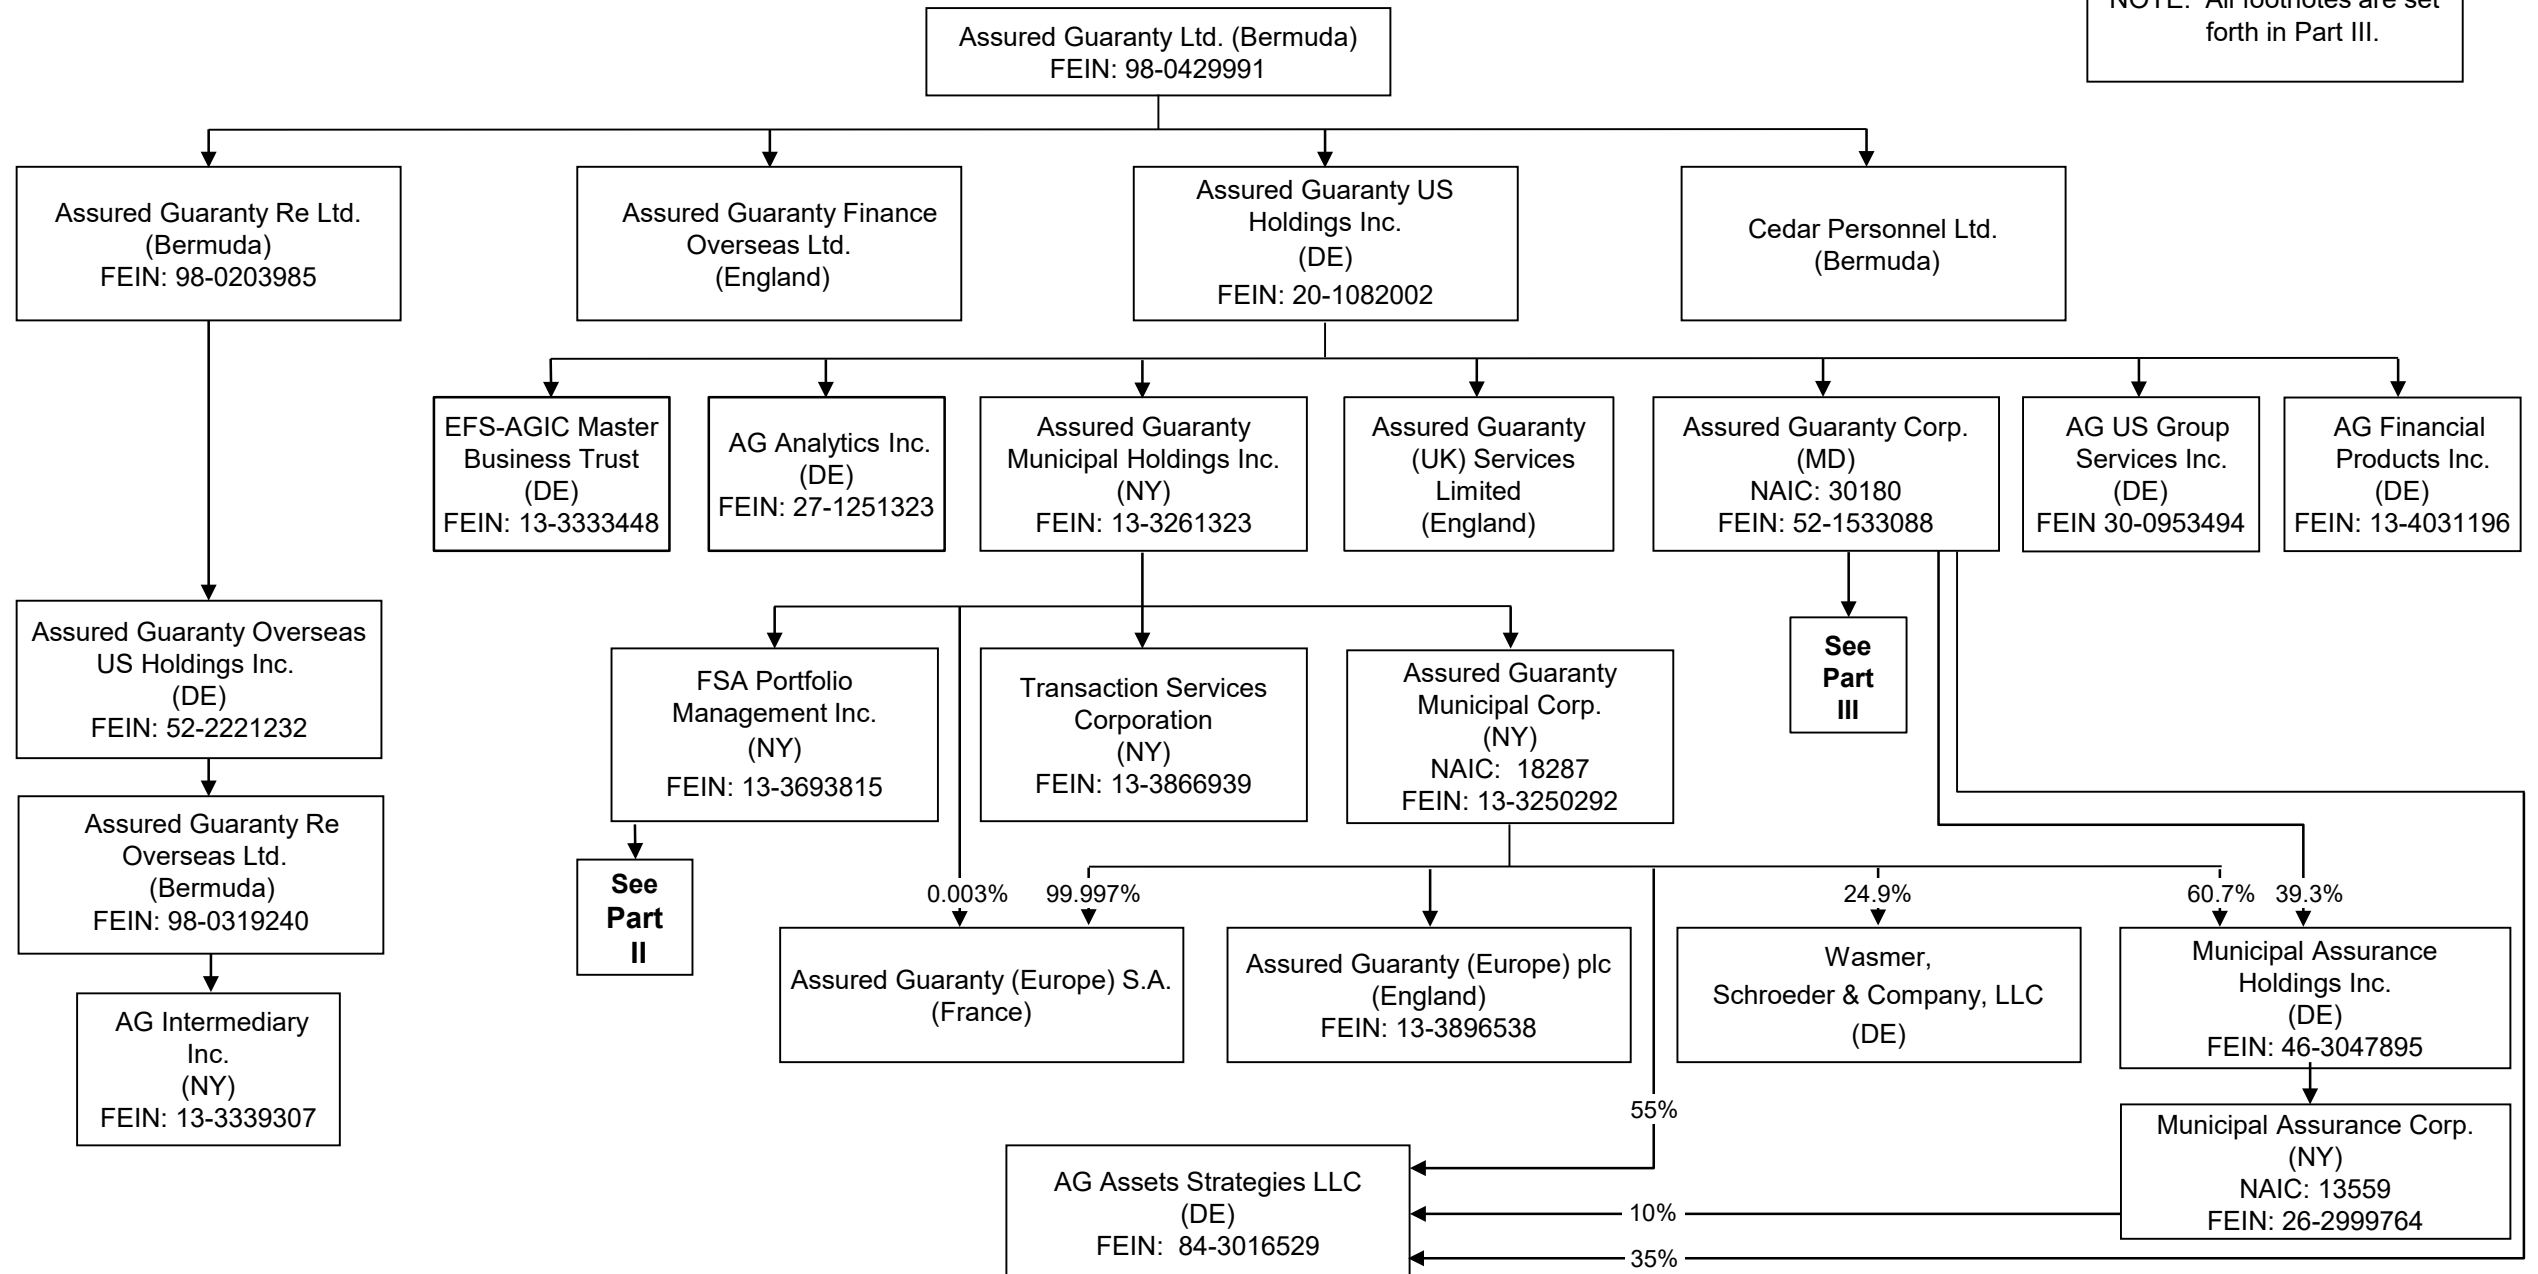 NOTE: All footnotes are set
forth in Part III.
Assured Guaranty Ltd. (Bermuda)
FEIN: 98-0429991
Assured Guaranty Re Ltd.
(Bermuda)
FEIN: 98-0203985
Assured Guaranty Finance
Overseas Ltd.
(England)
Assured Guaranty US
Holdings Inc.
(DE)
FEIN: 20-1082002
Cedar Personnel Ltd.
(Bermuda)
EFS-AGIC Master
Business Trust
(DE)
FEIN: 13-3333448
AG Analytics Inc.
(DE)
FEIN: 27-1251323
Assured Guaranty
Municipal Holdings Inc.
(NY)
FEIN: 13-3261323
Assured Guaranty
(UK) Services
Limited
(England)
Assured Guaranty Corp.
(MD)
NAIC: 30180
FEIN: 52-1533088
AG US Group
Services Inc.
(DE)
FEIN 30-0953494
AG Financial
Products Inc.
(DE)
FEIN: 13-4031196
Assured Guaranty Overseas
US Holdings Inc.
(DE)
FEIN: 52-2221232
FSA Portfolio
Management Inc.
(NY)
FEIN: 13-3693815
Transaction Services
Corporation
(NY)
FEIN: 13-3866939
Assured Guaranty
Municipal Corp.
(NY)
NAIC:  18287
FEIN: 13-3250292
See
Part
III
Assured Guaranty Re
Overseas Ltd.
(Bermuda)
FEIN: 98-0319240
See
Part
II
0.003%
99.997%
24.9%
60.7%
39.3%
Assured Guaranty (Europe) S.A.
(France)
Assured Guaranty (Europe) plc
(England)
FEIN: 13-3896538
Wasmer,
Schroeder & Company, LLC
(DE)
Municipal Assurance
Holdings Inc.
(DE)
FEIN: 46-3047895
AG Intermediary
Inc.
(NY)
FEIN: 13-3339307
55%
Municipal Assurance Corp.
(NY)
NAIC: 13559
FEIN: 26-2999764
AG Assets Strategies LLC
(DE)
FEIN:  84-3016529
10%
35%